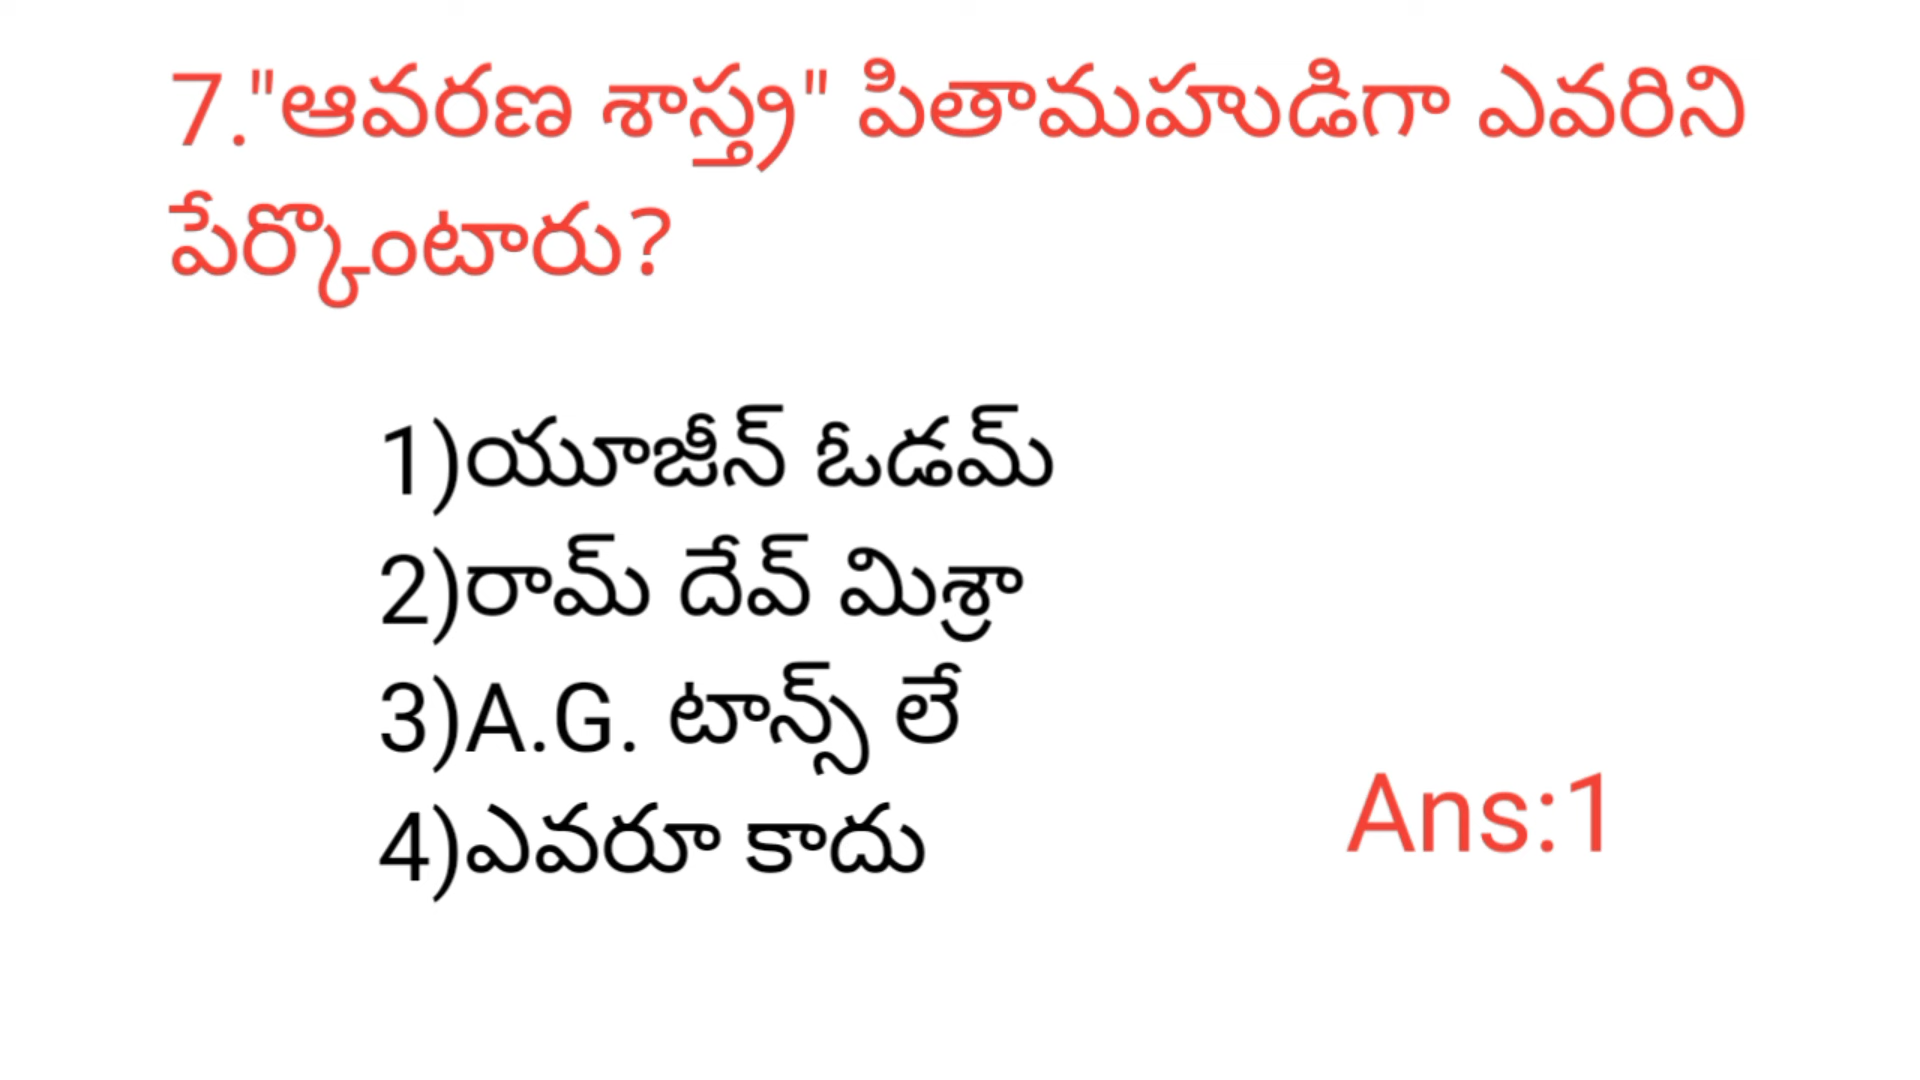 7."ఆవరణ శాస్త్ర" పితామహుడిగా ఎవరిని
పేర్కొంటారు?
1)యూజీన్ ఓడమ్
2)రామ్ దేవ్ మిశ్రా
3)A.G. టాన్స్ లే
4)ఎవరూ కాదు
Ans:1